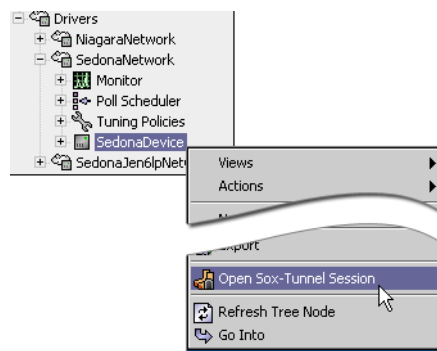 Drivers
NiagaraNetwork
SedonaNetwork
Monitor
Poll Scheduler
Tuning Policies
SedonaDevice
SedonaJen6lpNet
Views
Actions
Export
Open Sox-Tunnel Session
Refresh Tree Node
Go Into